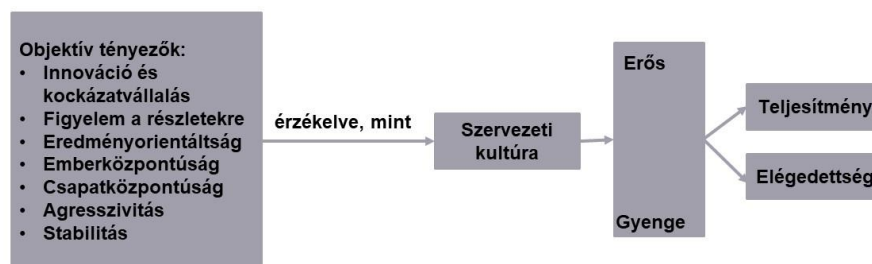 Objektív tényezők:
• Innováció és
kockázatvállalás
• Figyelem a részletekre
• Eredményorientáltság
• Emberközpontúság
• Csapatközpontúság
• Agresszivitás
• Stabilitás
érzékelve, mint
Szervezeti
kultúra
Erős
Gyenge
Teljesítmény
Elégedettség